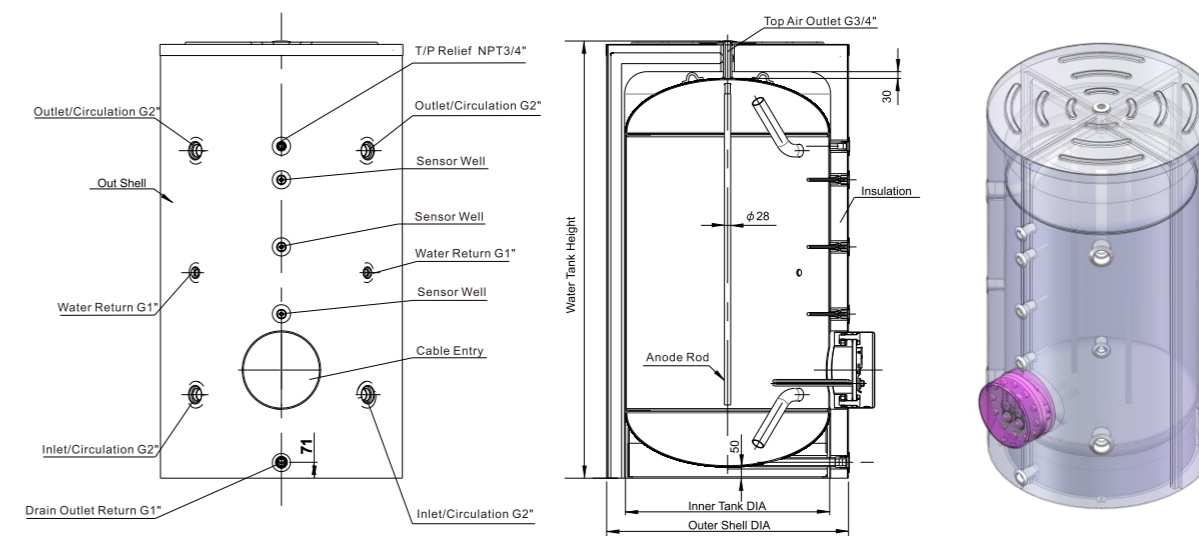 T/P Relief NPT3/4"
Outlet/Circulation G2"
Outlet/Circulation G2"
Out Shell
Sensor Well
Sensor Well
Water Return G1"
Water Return G1"
Sensor Well
Cable Entry
Inlet/Circulation G2"
71
Drain Outlet Return G1"
Inlet/Circulation G2"
Top Air Outlet G3/4"
30
Insulation
ϕ28
Water Tank Height
Anode Rod
50
Inner Tank DIA
Outer Shell DIA